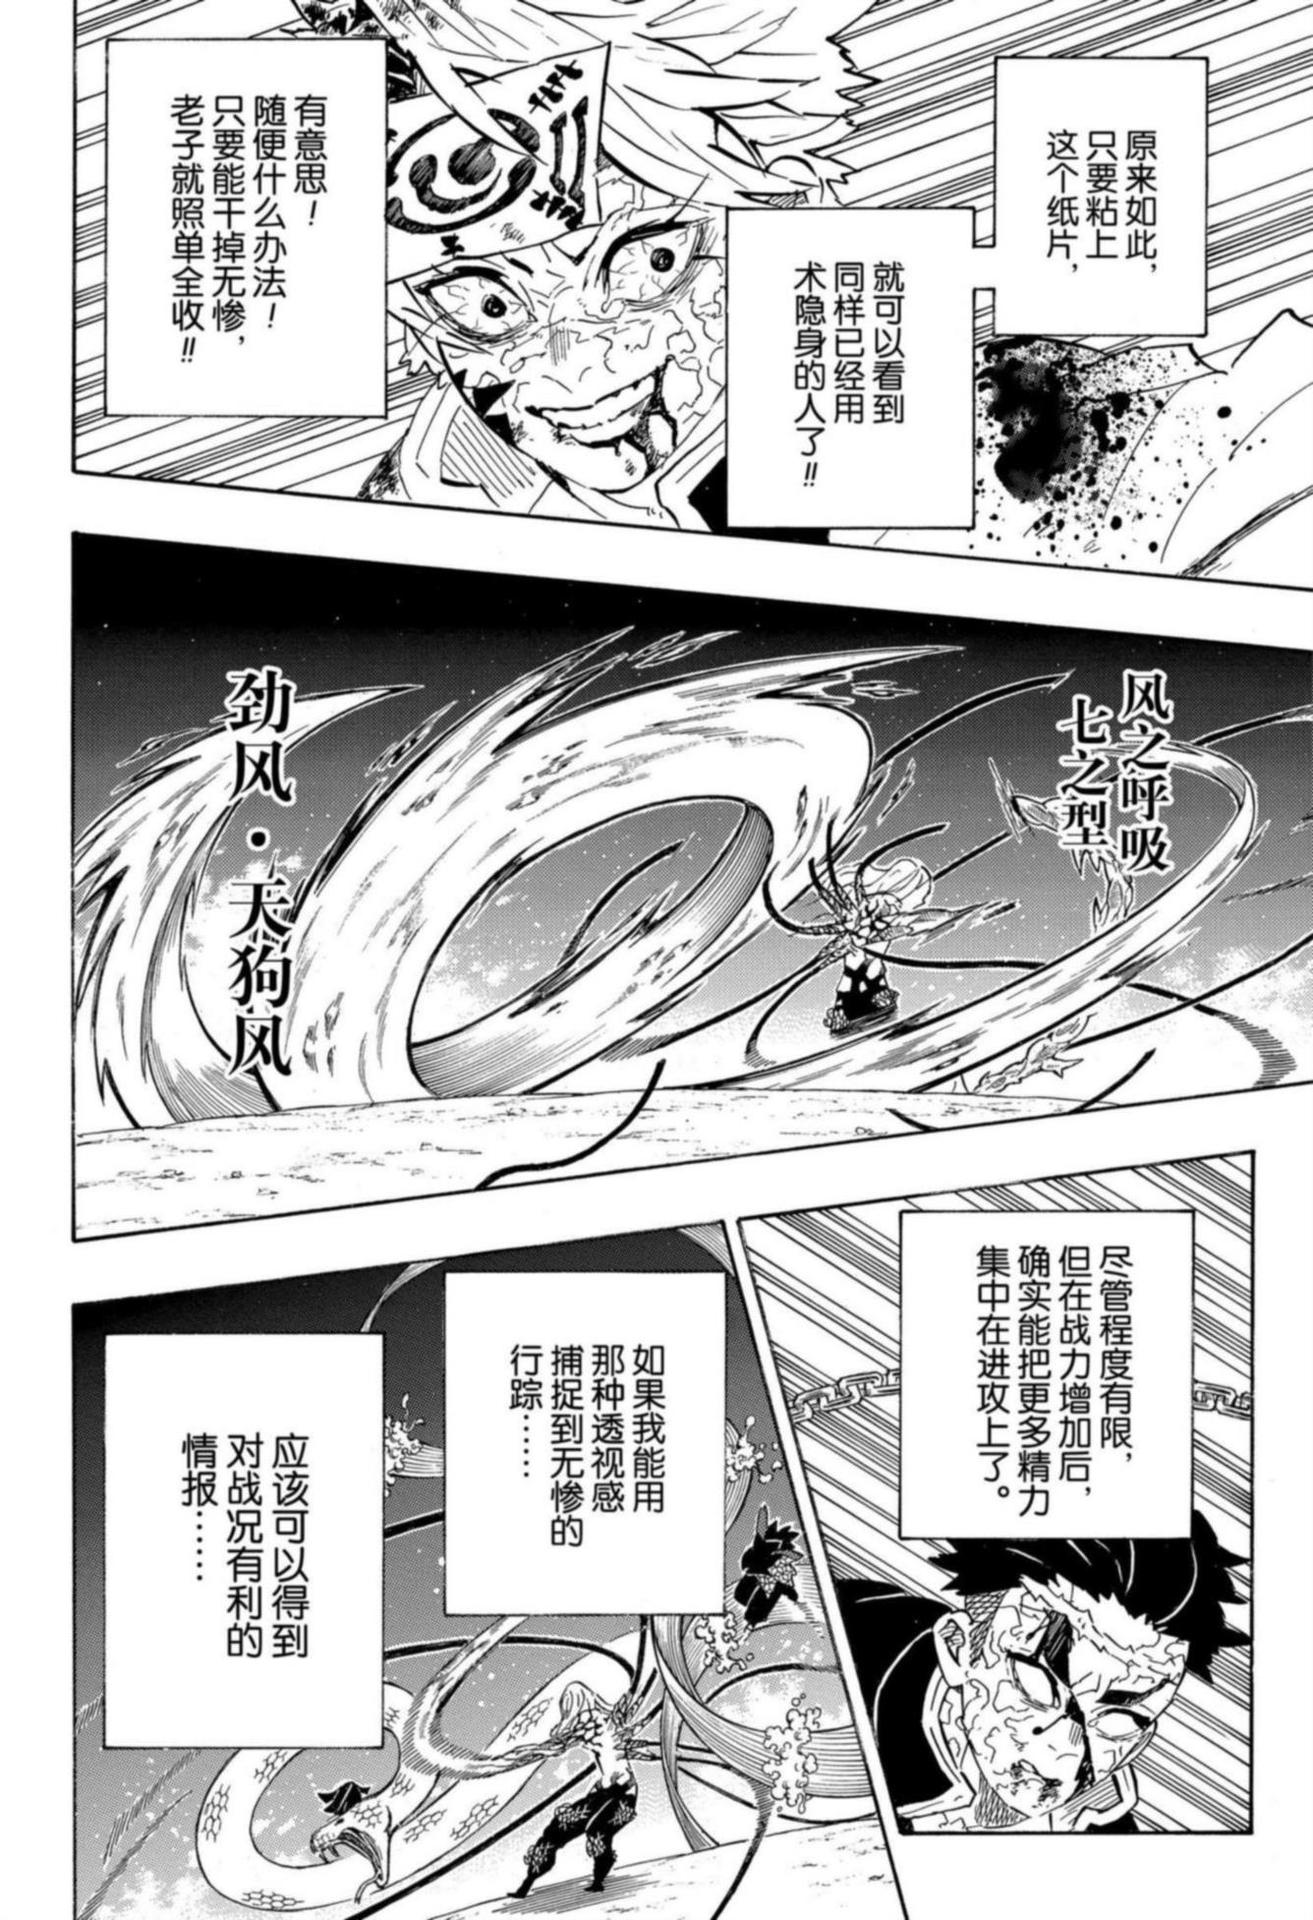 原来如此，
只要粘上
这个纸片，
就可以看到
同样已经用
术隐身的人了！！
有意思！
随便什么办法！
只要能干掉无惨，
老子就照单全收！！
风之呼吸
七之型
劲风·天狗风
尽管程度有限，
但在战力增加后，
确实能把更多精力
集中在进攻上了。
如果我能用
那种透视感
捕捉到无惨的
行踪……
应该可以得到
对战况有利的
情报……